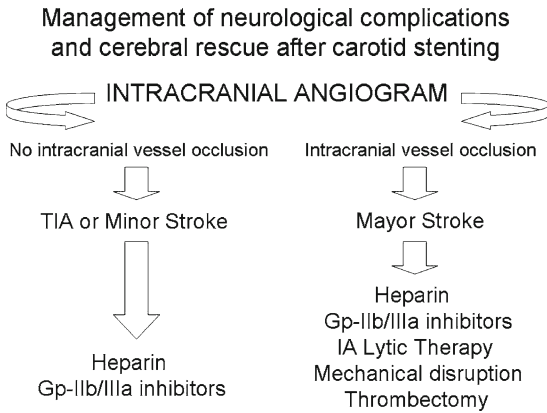 Management of neurological complications
and cerebral rescue after carotid stenting
INTRACRANIAL ANGIOGRAM
No intracranial vessel occlusion
Intracranial vessel occlusion
TIA or Minor Stroke
Mayor Stroke
Heparin
Gp-IIb/IIIa inhibitors
Heparin
Gp-IIb/IIIa inhibitors
IA Lytic Therapy
Mechanical disruption
Thrombectomy